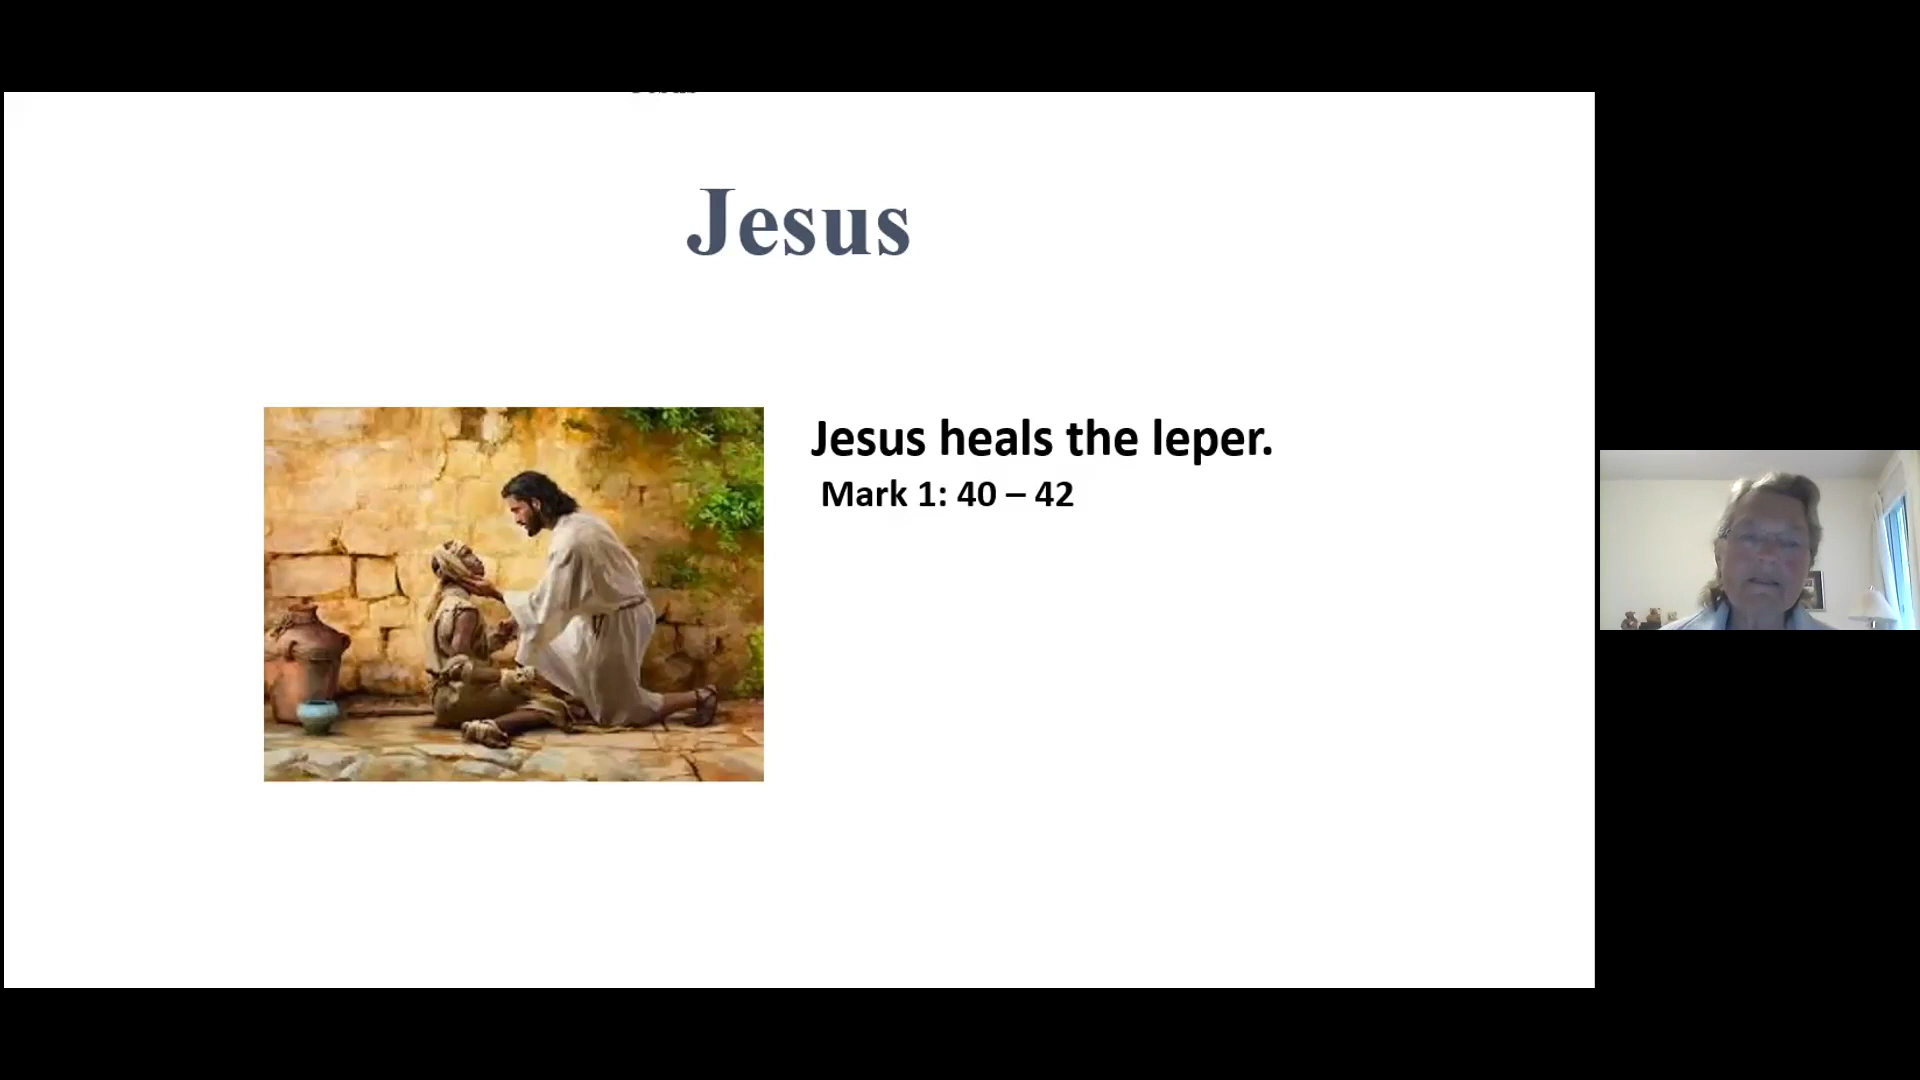 Jesus
Jesus heals the leper.
Mark 1: 40 – 42